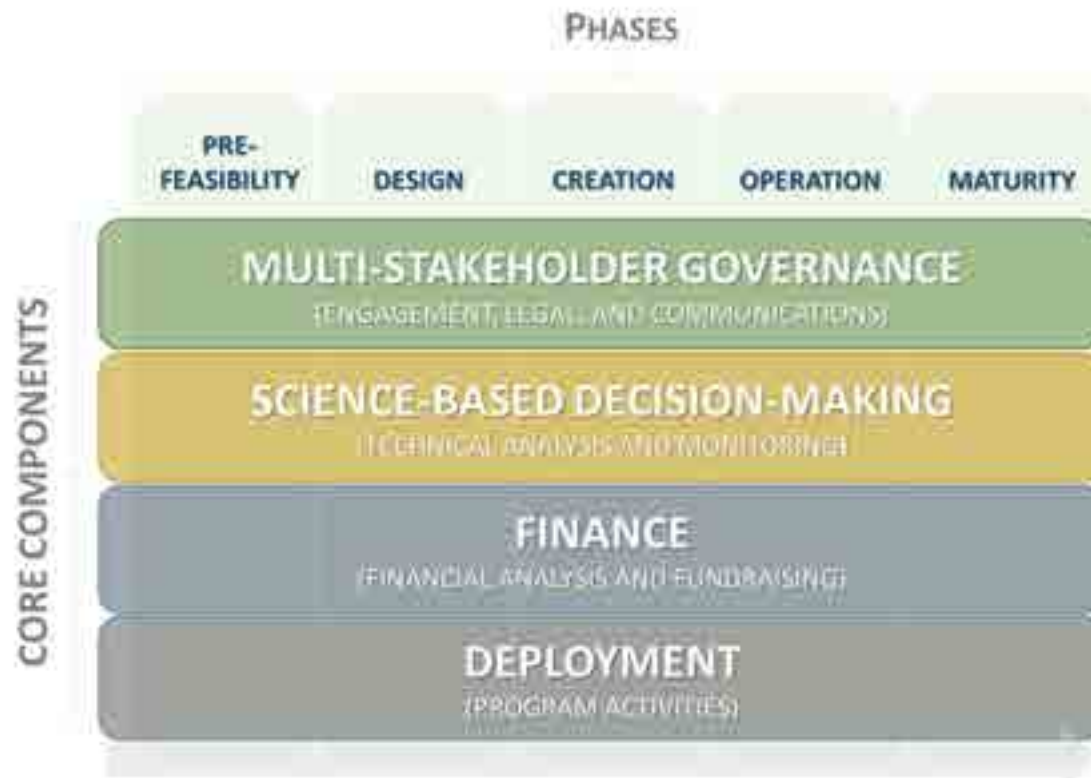 PHASES
PRE-
FEASIBILITY DESIGN CREATION OPERATION MATURITY
CORE COMPONENTS
MULTI-STAKEHOLDER GOVERNANCE
(ENGAGEMENT, LEGAL AND COMMUNICATIONS)
SCIENCE-BASED DECISION-MAKING
(TECHNICAL ANALYSIS AND MONITORING)
FINANCE
(FINANCIAL ANALYSIS AND FUNDRAISING)
DEPLOYMENT
(PROGRAM ACTIVITIES)